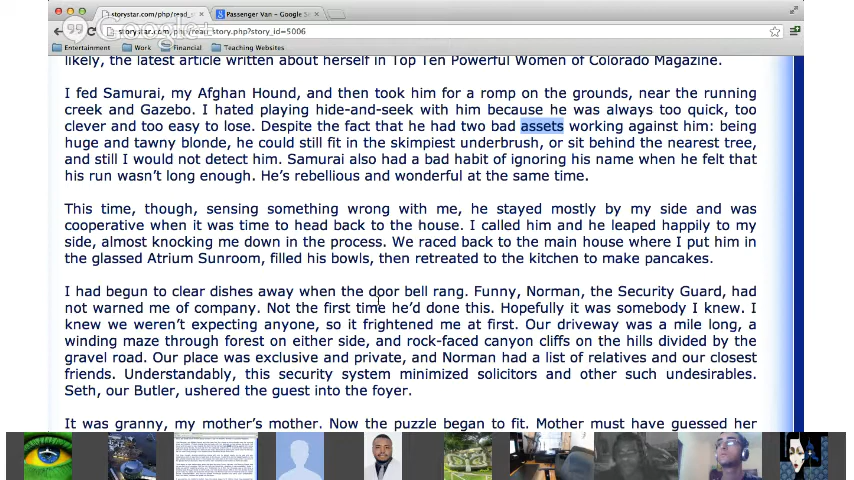 storystar.com/php/read_s
Passenger Van - Google S
Google
storystar.com/php/read_story.php?story_id=5006
Entertainment Work Financial Teaching Websites
likely, the latest article written about herself in Top Ten Powerful Women of Colorado Magazine.
I fed Samurai, my Afghan Hound, and then took him for a romp on the grounds, near the running
creek and Gazebo. I hated playing hide-and-seek with him because he was always too quick, too
clever and too easy to lose. Despite the fact that he had two bad assets working against him: being
huge and tawny blonde, he could still fit in the skimpiest underbrush, or sit behind the nearest tree,
and still I would not detect him. Samurai also had a bad habit of ignoring his name when he felt that
his run wasn't long enough. He's rebellious and wonderful at the same time.
This time, though, sensing something wrong with me, he stayed mostly by my side and was
cooperative when it was time to head back to the house. I called him and he leaped happily to my
side, almost knocking me down in the process. We raced back to the main house where I put him in
the glassed Atrium Sunroom, filled his bowls, then retreated to the kitchen to make pancakes.
I had begun to clear dishes away when the door bell rang. Funny, Norman, the Security Guard, had
not warned me of company. Not the first time he'd done this. Hopefully it was somebody I knew. I
knew we weren't expecting anyone, so it frightened me at first. Our driveway was a mile long, a
winding maze through forest on either side, and rock-faced canyon cliffs on the hills divided by the
gravel road. Our place was exclusive and private, and Norman had a list of relatives and our closest
friends. Understandably, this security system minimized solicitors and other such undesirables.
Seth, our Butler, ushered the guest into the foyer.
It was granny, my mother's mother. Now the puzzle began to fit. Mother must have guessed her